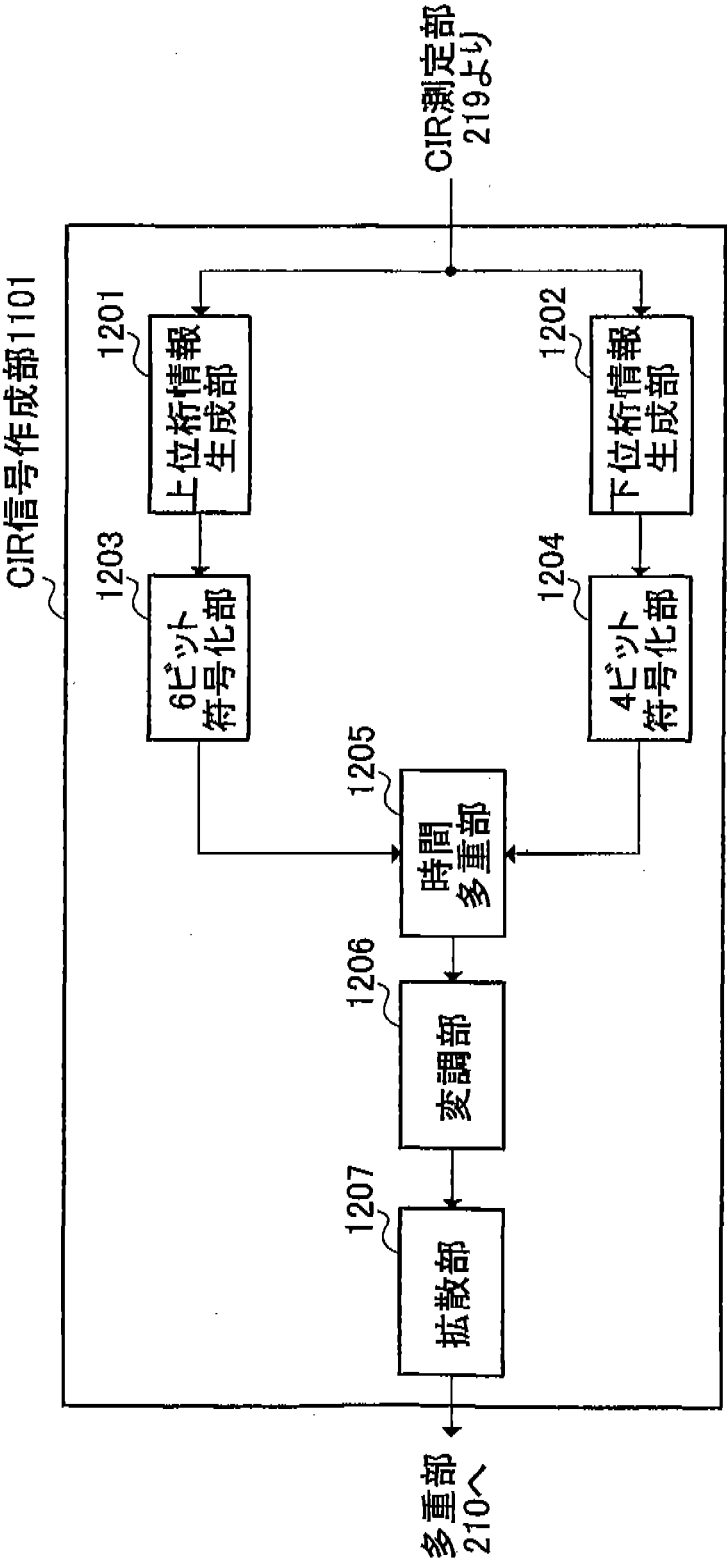 CIR信号作成部1101
CIR測定部
219より
1201
上位桁情報
生成部
1202
下位桁情報
生成部
1203
6ビット
符号化部
1204
4ビット
符号化部
1205
時間
多重部
1206
変調部
1207
拡散部
多重部
210へ